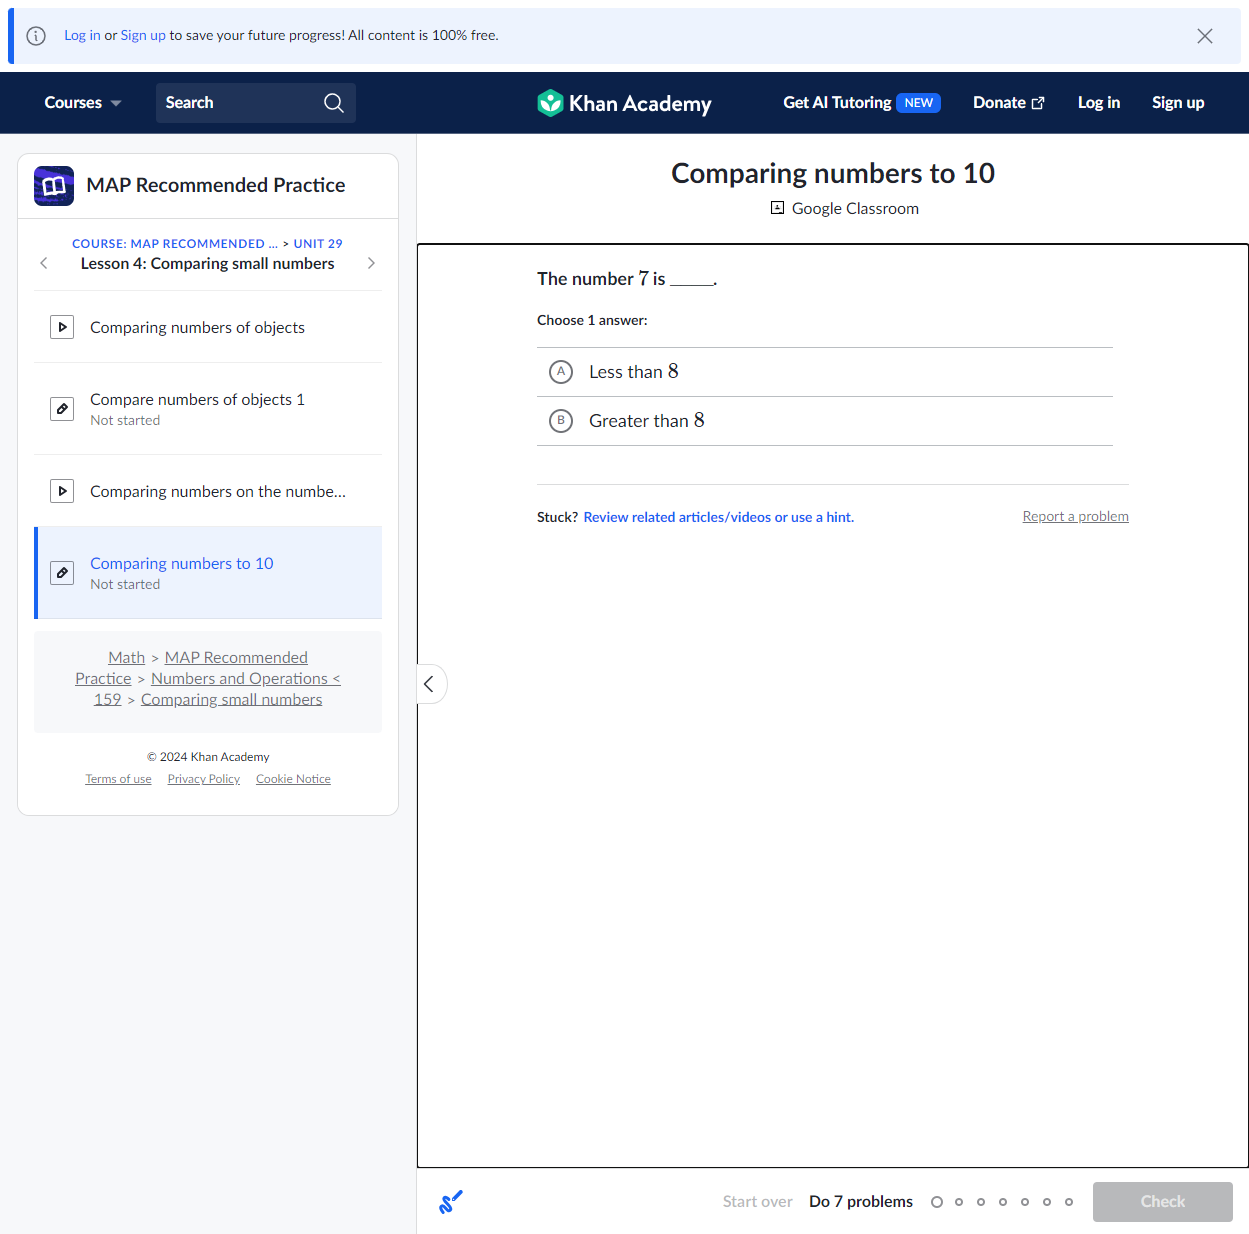 Log in or Sign up to save your future progress! All content is 100% free.
Courses
Search
Khan Academy
Get AI Tutoring NEW
Donate
Log in
Sign up
MAP Recommended Practice
COURSE: MAP RECOMMENDED ... > UNIT 29
Lesson 4: Comparing small numbers
Comparing numbers of objects
Compare numbers of objects 1
Not started
Comparing numbers on the numbe...
Comparing numbers to 10
Not started
Math > MAP Recommended
Practice > Numbers and Operations <
159 > Comparing small numbers
© 2024 Khan Academy
Terms of use Privacy Policy Cookie Notice
Comparing numbers to 10
Google Classroom
The number 7 is _____.
Choose 1 answer:
A Less than 8
B Greater than 8
Stuck? Review related articles/videos or use a hint.
Report a problem
Start over
Do 7 problems
Check